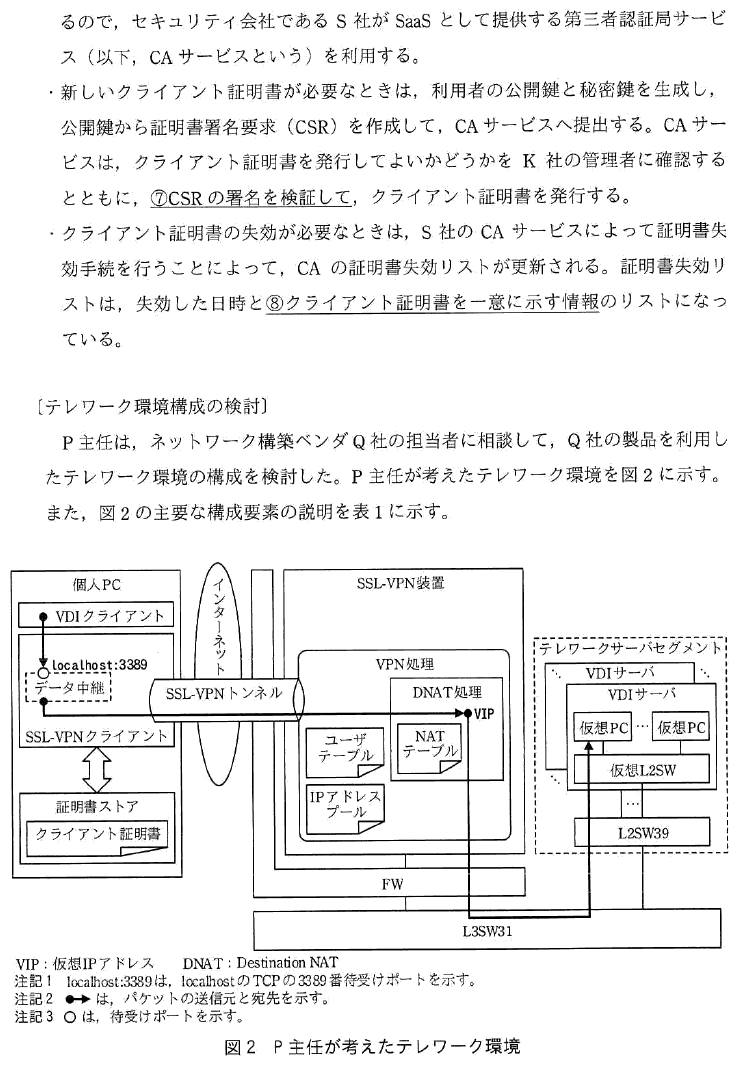 るので，セキュリティ会社である S 社が SaaS として提供する第三者認証局サービ
ス（以下，CA サービスという）を利用する。
・新しいクライアント証明書が必要なときは，利用者の公開鍵と秘密鍵を生成し，
公開鍵から証明書署名要求（CSR）を作成して，CA サービスへ提出する。CA サー
ビスは，クライアント証明書を発行してよいかどうかを K 社の管理者に確認する
とともに，⑦CSR の署名を検証して，クライアント証明書を発行する。
・クライアント証明書の失効が必要なときは，S 社の CA サービスによって証明書失
効手続を行うことによって，CA の証明書失効リストが更新される。証明書失効リ
ストは，失効した日時と⑧クライアント証明書を一意に示す情報のリストになっ
ている。
〔テレワーク環境構成の検討〕
P 主任は，ネットワーク構築ベンダ Q 社の担当者に相談して，Q 社の製品を利用し
たテレワーク環境の構成を検討した。P 主任が考えたテレワーク環境を図 2 に示す。
また，図 2 の主要な構成要素の説明を表 1 に示す。
個人PC
VDIクライアント
localhost:3389
データ中継
SSL-VPNクライアント
証明書ストア
クライアント証明書
インターネット
SSL-VPNトンネル
SSL-VPN装置
VPN処理
DNAT処理
VIP
ユーザ
テーブル
NAT
テーブル
IPアドレス
プール
FW
L3SW31
テレワークサーバセグメント
VDIサーバ
VDIサーバ
仮想PC
…
仮想PC
仮想L2SW
…
L2SW39
VIP：仮想IPアドレス　DNAT：Destination NAT
注記1　localhost:3389は，localhostのTCPの3389番待受けポートを示す。
注記2　●→は，パケットの送信元と宛先を示す。
注記3　○は，待受けポートを示す。
図 2　P 主任が考えたテレワーク環境